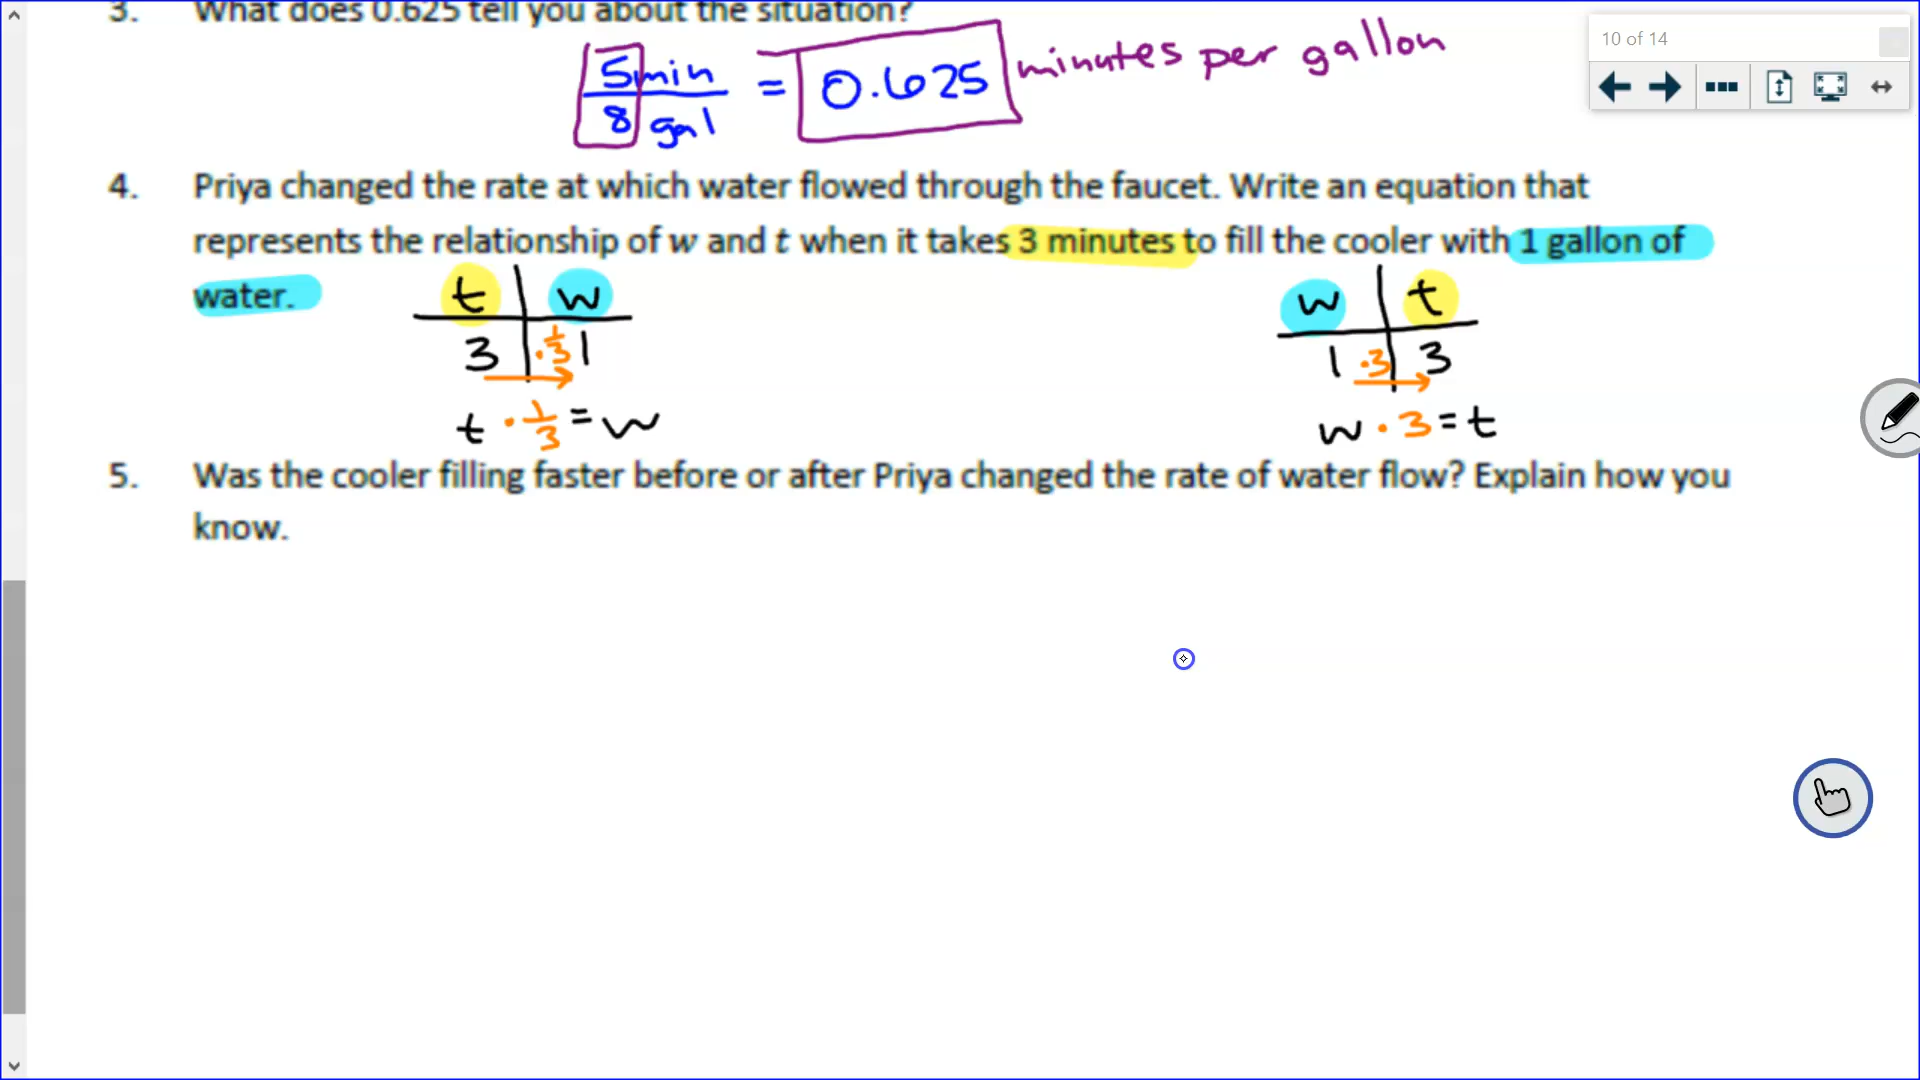 3. What does 0.625 tell you about the situation?
5 min / 8 gal = 0.625 minutes per gallon
10 of 14
4. Priya changed the rate at which water flowed through the faucet. Write an equation that
represents the relationship of w and t when it takes 3 minutes to fill the cooler with 1 gallon of
water.
t | w
3 | · 1/3 1
t · 1/3 = w
w | t
1 · 3 | 3
w · 3 = t
5. Was the cooler filling faster before or after Priya changed the rate of water flow? Explain how you
know.